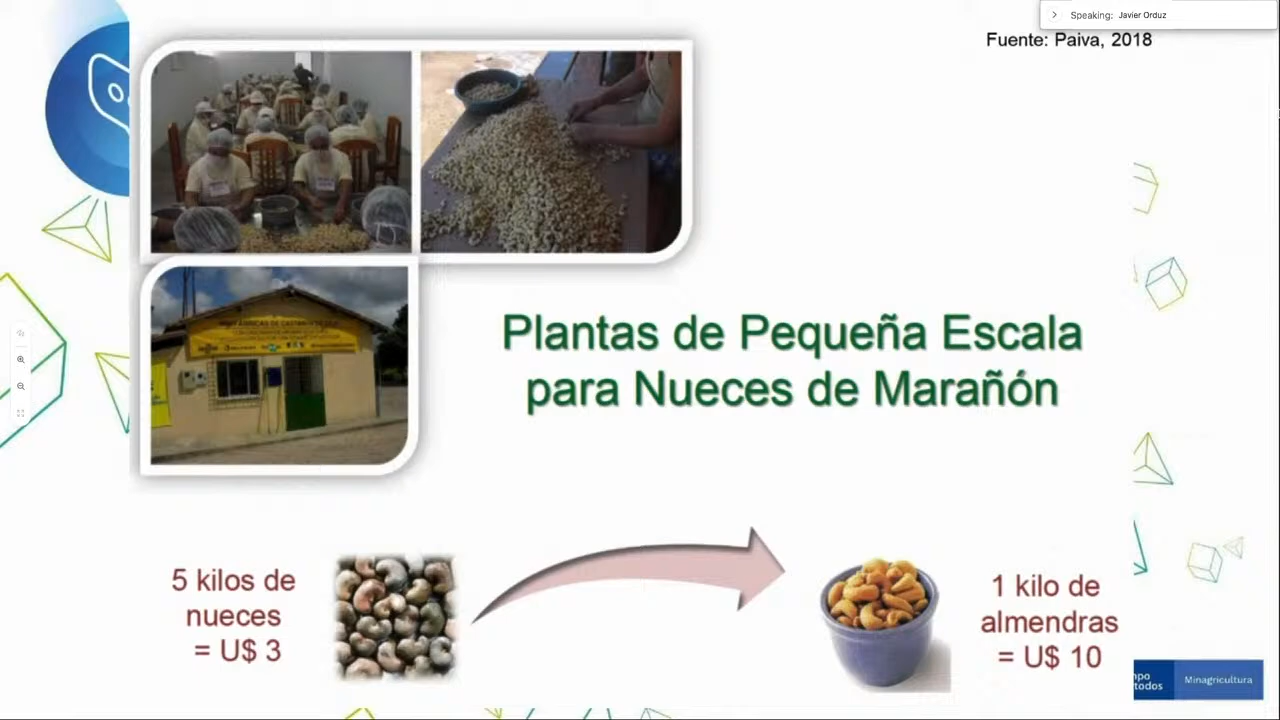 Speaking: Javier Orduz
Fuente: Paiva, 2018
Plantas de Pequeña Escala
para Nueces de Marañón
5 kilos de
nueces
= U$ 3
1 kilo de
almendras
= U$ 10
todos
Minagricultura